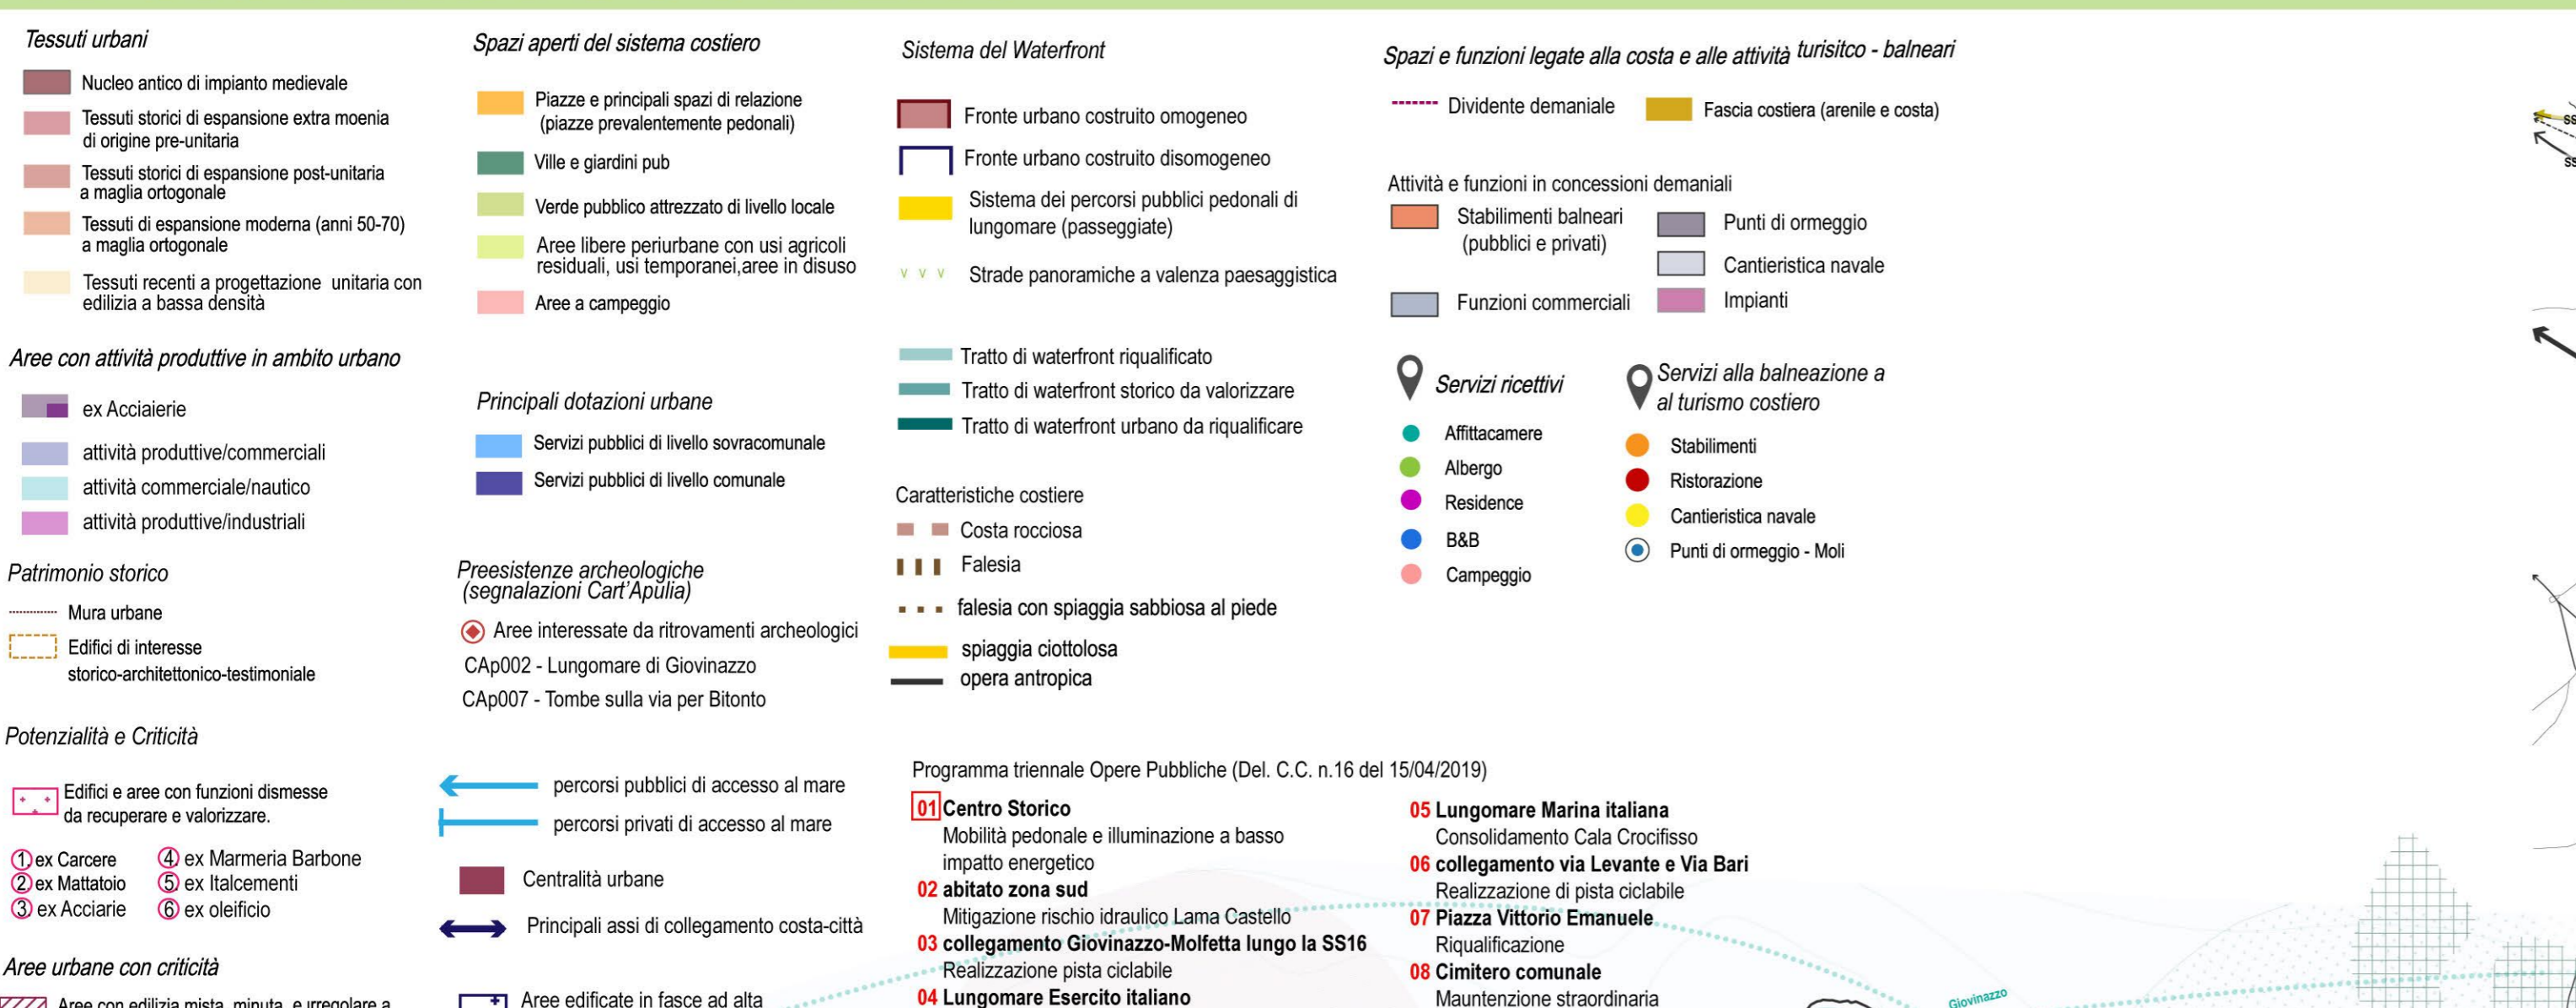 Tessuti urbani
Nucleo antico di impianto medievale
Tessuti storici di espansione extra moenia
di origine pre-unitaria
Tessuti storici di espansione post-unitaria
a maglia ortogonale
Tessuti di espansione moderna (anni 50-70)
a maglia ortogonale
Tessuti recenti a progettazione unitaria con
edilizia a bassa densità
Aree con attività produttive in ambito urbano
ex Acciaierie
attività produttive/commerciali
attività commerciale/nautico
attività produttive/industriali
Patrimonio storico
Mura urbane
Edifici di interesse
storico-architettonico-testimoniale
Potenzialità e Criticità
Edifici e aree con funzioni dismesse
da recuperare e valorizzare.
1. ex Carcere
2. ex Mattatoio
3. ex Acciarie
4. ex Marmeria Barbone
5. ex Italcementi
6. ex oleificio
Aree urbane con criticità
Aree con edilizia mista, minuta, e irregolare a
Spazi aperti del sistema costiero
Piazze e principali spazi di relazione
(piazze prevalentemente pedonali)
Ville e giardini pub
Verde pubblico attrezzato di livello locale
Aree libere periurbane con usi agricoli
residuali, usi temporanei,aree in disuso
Aree a campeggio
Principali dotazioni urbane
Servizi pubblici di livello sovracomunale
Servizi pubblici di livello comunale
Preesistenze archeologiche
(segnalazioni Cart'Apulia)
Aree interessate da ritrovamenti archeologici
CAp002 - Lungomare di Giovinazzo
CAp007 - Tombe sulla via per Bitonto
percorsi pubblici di accesso al mare
percorsi privati di accesso al mare
Centralità urbane
Principali assi di collegamento costa-città
Aree edificate in fasce ad alta
Sistema del Waterfront
Fronte urbano costruito omogeneo
Fronte urbano costruito disomogeneo
Sistema dei percorsi pubblici pedonali di
lungomare (passeggiate)
Strade panoramiche a valenza paesaggistica
Tratto di waterfront riqualificato
Tratto di waterfront storico da valorizzare
Tratto di waterfront urbano da riqualificare
Caratteristiche costiere
Costa rocciosa
Falesia
falesia con spiaggia sabbiosa al piede
spiaggia ciottolosa
opera antropica
Spazi e funzioni legate alla costa e alle attività turisitco - balneari
Dividente demaniale
Fascia costiera (arenile e costa)
Attività e funzioni in concessioni demaniali
Stabilimenti balneari
(pubblici e privati)
Funzioni commerciali
Punti di ormeggio
Cantieristica navale
Impianti
Servizi ricettivi
Affittacamere
Albergo
Residence
B&B
Campeggio
Servizi alla balneazione a
al turismo costiero
Stabilimenti
Ristorazione
Cantieristica navale
Punti di ormeggio - Moli
Programma triennale Opere Pubbliche (Del. C.C. n.16 del 15/04/2019)
01 Centro Storico
Mobilità pedonale e illuminazione a basso
impatto energetico
02 abitato zona sud
Mitigazione rischio idraulico Lama Castello
03 collegamento Giovinazzo-Molfetta lungo la SS16
Realizzazione pista ciclabile
04 Lungomare Esercito italiano
05 Lungomare Marina italiana
Consolidamento Cala Crocifisso
06 collegamento via Levante e Via Bari
Realizzazione di pista ciclabile
07 Piazza Vittorio Emanuele
Riqualificazione
08 Cimitero comunale
Mauntenzione straordinaria
Giovinazzo